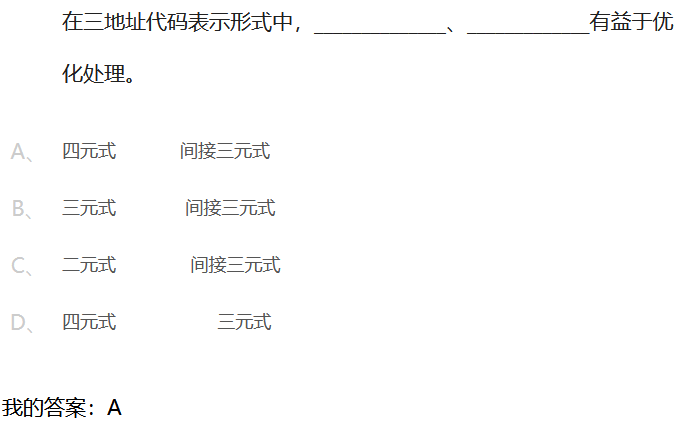 在三地址代码表示形式中，____________、___________有益于优
化处理。
A、 四元式 间接三元式
B、 三元式 间接三元式
C、 二元式 间接三元式
D、 四元式 三元式
我的答案：A